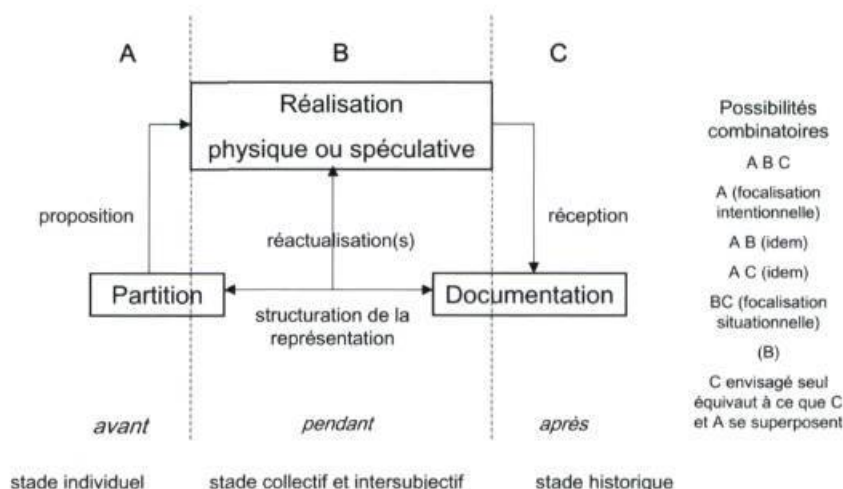 A
B
C
Réalisation
physique ou spéculative
proposition
réactualisation(s)
réception
Partition
Documentation
structuration de la
représentation
avant
pendant
après
stade individuel
stade collectif et intersubjectif
stade historique
Possibilités
combinatoires
A B C
A (focalisation
intentionnelle)
A B (idem)
A C (idem)
BC (focalisation
situationnelle)
(B)
C envisagé seul
équivaut à ce que C
et A se superposent